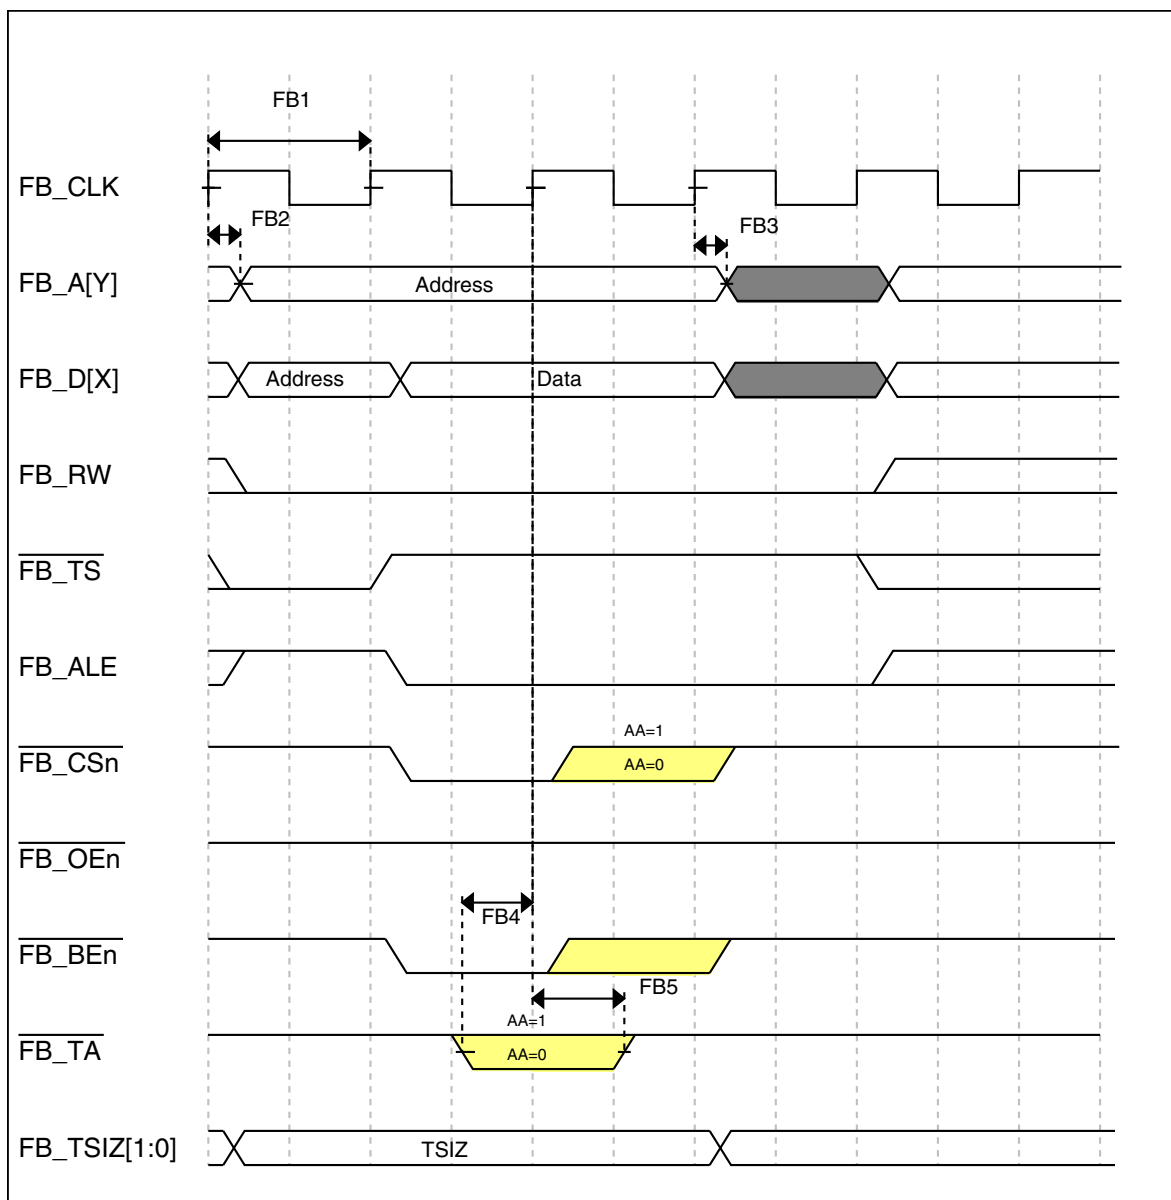 FB1
FB_CLK
FB2
FB3
FB_A[Y]
Address
FB_D[X]
Address
Data
FB_RW
FB_TS
FB_ALE
AA=1
FB_CSn
AA=0
FB_OEn
FB4
FB_BEn
FB5
AA=1
FB_TA
AA=0
FB_TSIZ[1:0]
TSIZ